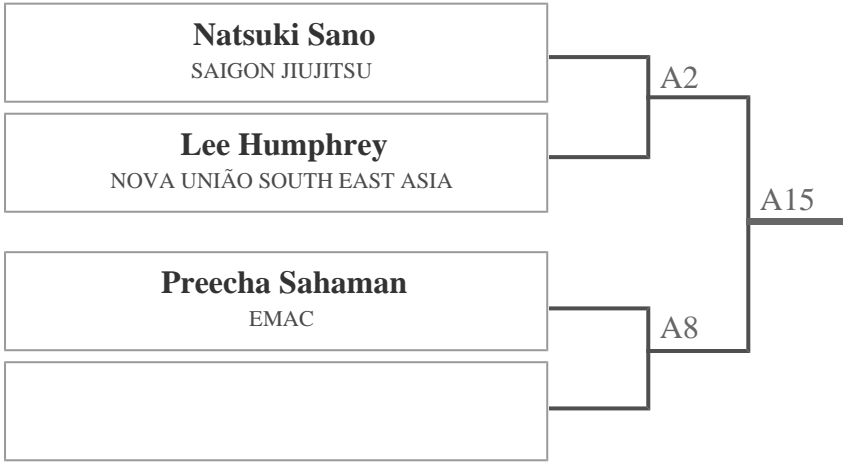 Natsuki Sano
SAIGON JIUJITSU
A2
Lee Humphrey
NOVA UNIÃO SOUTH EAST ASIA
A15
Preecha Sahaman
EMAC
A8